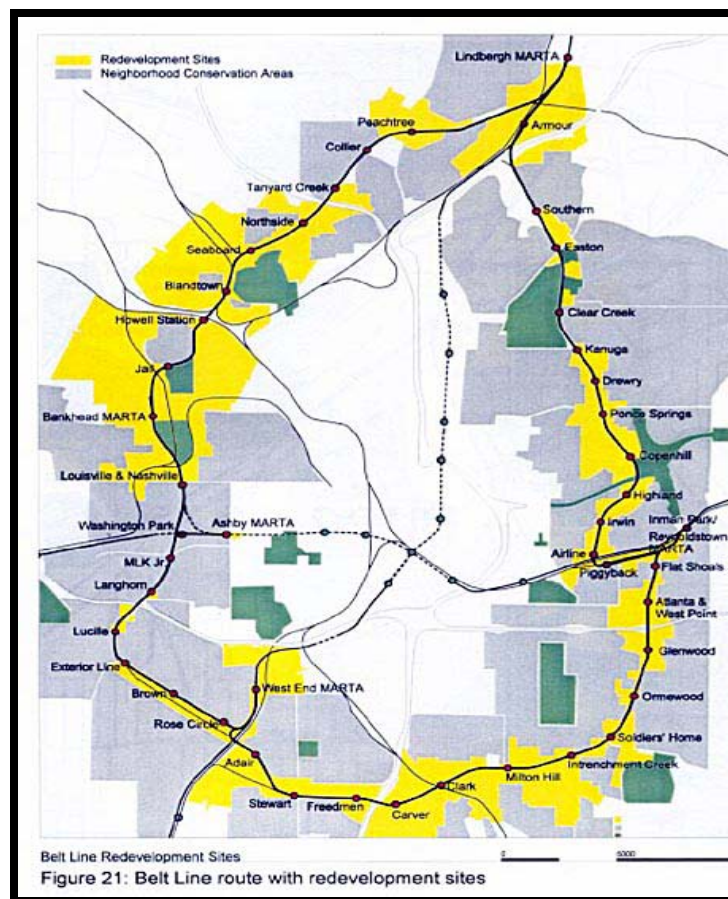 Redevelopment Sites
Neighborhood Conservation Areas
Lindbergh MARTA
Peachtree
Armour
Collier
Tanyard Creek
Southern
Northside
Seaboard
Easton
Blandtown
Clear Creek
Howell Station
Kanuga
Jail
Drewry
Bankhead MARTA
Ponce Springs
Copenhill
Louisville & Nashville
Highland
Washington Park
Ashby MARTA
Irwin
Inman Park/
Reynoldstown
MARTA
MLK Jr
Airline
Piggyback
Flat Shoals
Langhorn
Atlanta &
West Point
Lucille
Glenwood
Exterior Line
Brown
West End MARTA
Ormewood
Rose Circle
Soldiers' Home
Adair
Intrenchment Creek
Milton Hill
Clark
Stewart
Freedmen
Carver
Belt Line Redevelopment Sites
0 5000
Figure 21: Belt Line route with redevelopment sites